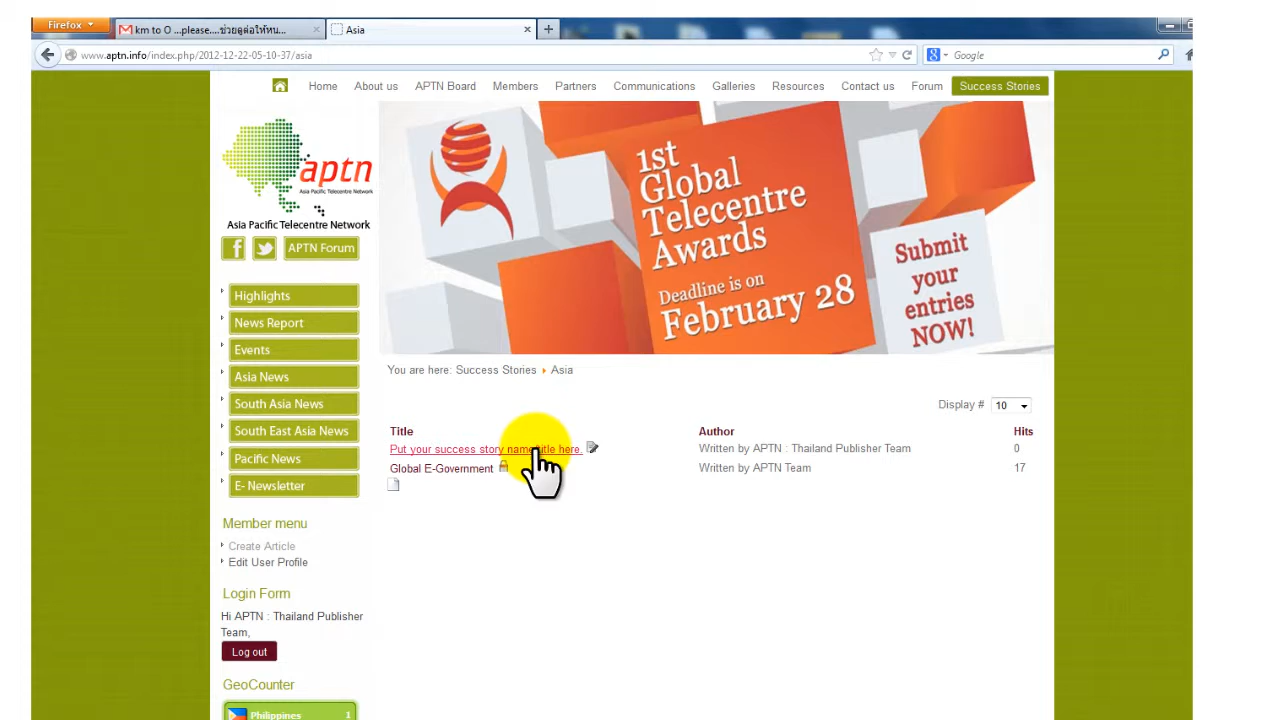 Firefox
km to O ...please....ช่วยดูต่อให้หน...
Asia
www.aptn.info/index.php/2012-12-22-05-10-37/asia
Google
Home
About us
APTN Board
Members
Partners
Communications
Galleries
Resources
Contact us
Forum
Success Stories
aptn
Asia Pacific Telecentre Network
Asia Pacific Telecentre Network
APTN Forum
1st
Global
Telecentre
Awards
Deadline is on
February 28
Submit
your
entries
NOW!
Highlights
News Report
Events
Asia News
South Asia News
South East Asia News
Pacific News
E- Newsletter
You are here: Success Stories Asia
Display # 10
Title Author Hits
Put your success story name title here. Written by APTN : Thailand Publisher Team 0
Global E-Government Written by APTN Team 17
Member menu
Create Article
Edit User Profile
Login Form
Hi APTN : Thailand Publisher
Team,
Log out
GeoCounter
Philippines 1